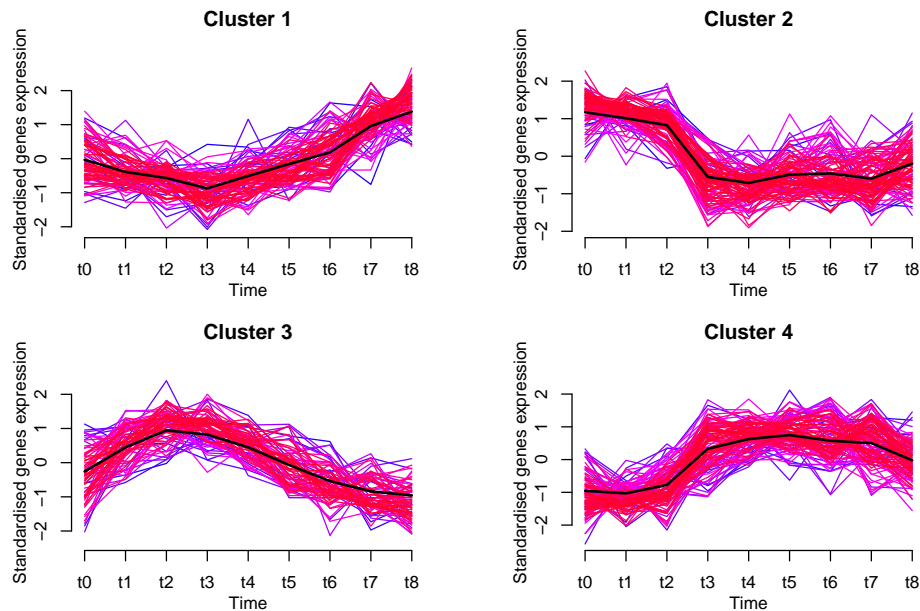 Cluster 1
Standardised genes expression
2
1
0
−1
−2
t0 t1 t2 t3 t4 t5 t6 t7 t8
Time
Cluster 2
Standardised genes expression
2
1
0
−1
−2
t0 t1 t2 t3 t4 t5 t6 t7 t8
Time
Cluster 3
Standardised genes expression
2
1
0
−1
−2
t0 t1 t2 t3 t4 t5 t6 t7 t8
Time
Cluster 4
Standardised genes expression
2
1
0
−1
−2
t0 t1 t2 t3 t4 t5 t6 t7 t8
Time